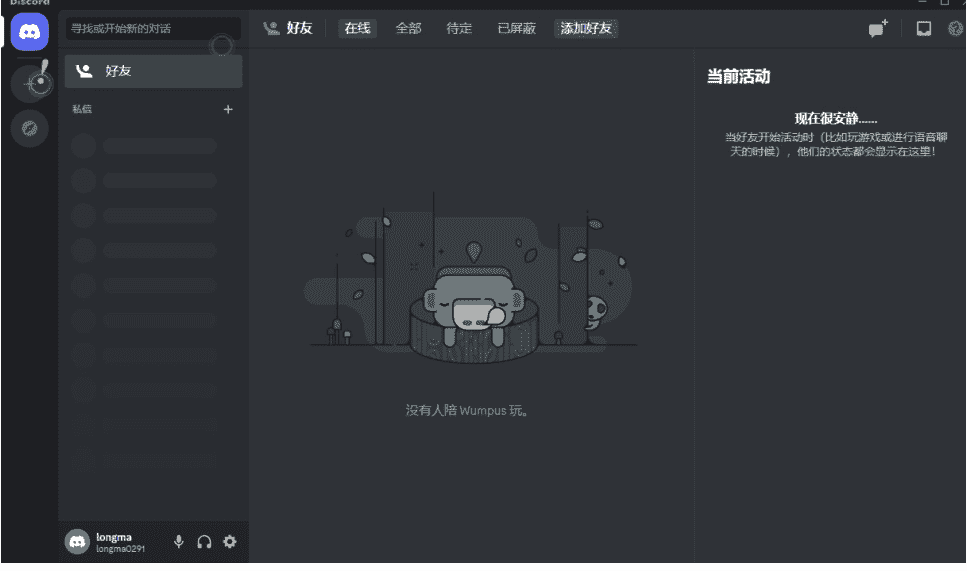 Discord
寻找或开始新的对话
好友
在线
全部
待定
已屏蔽
添加好友
好友
私信
当前活动
现在很安静……
当好友开始活动时（比如玩游戏或进行语音聊
天的时候），他们的状态都会显示在这里！
没有人陪 Wumpus 玩。
longma
longma0291